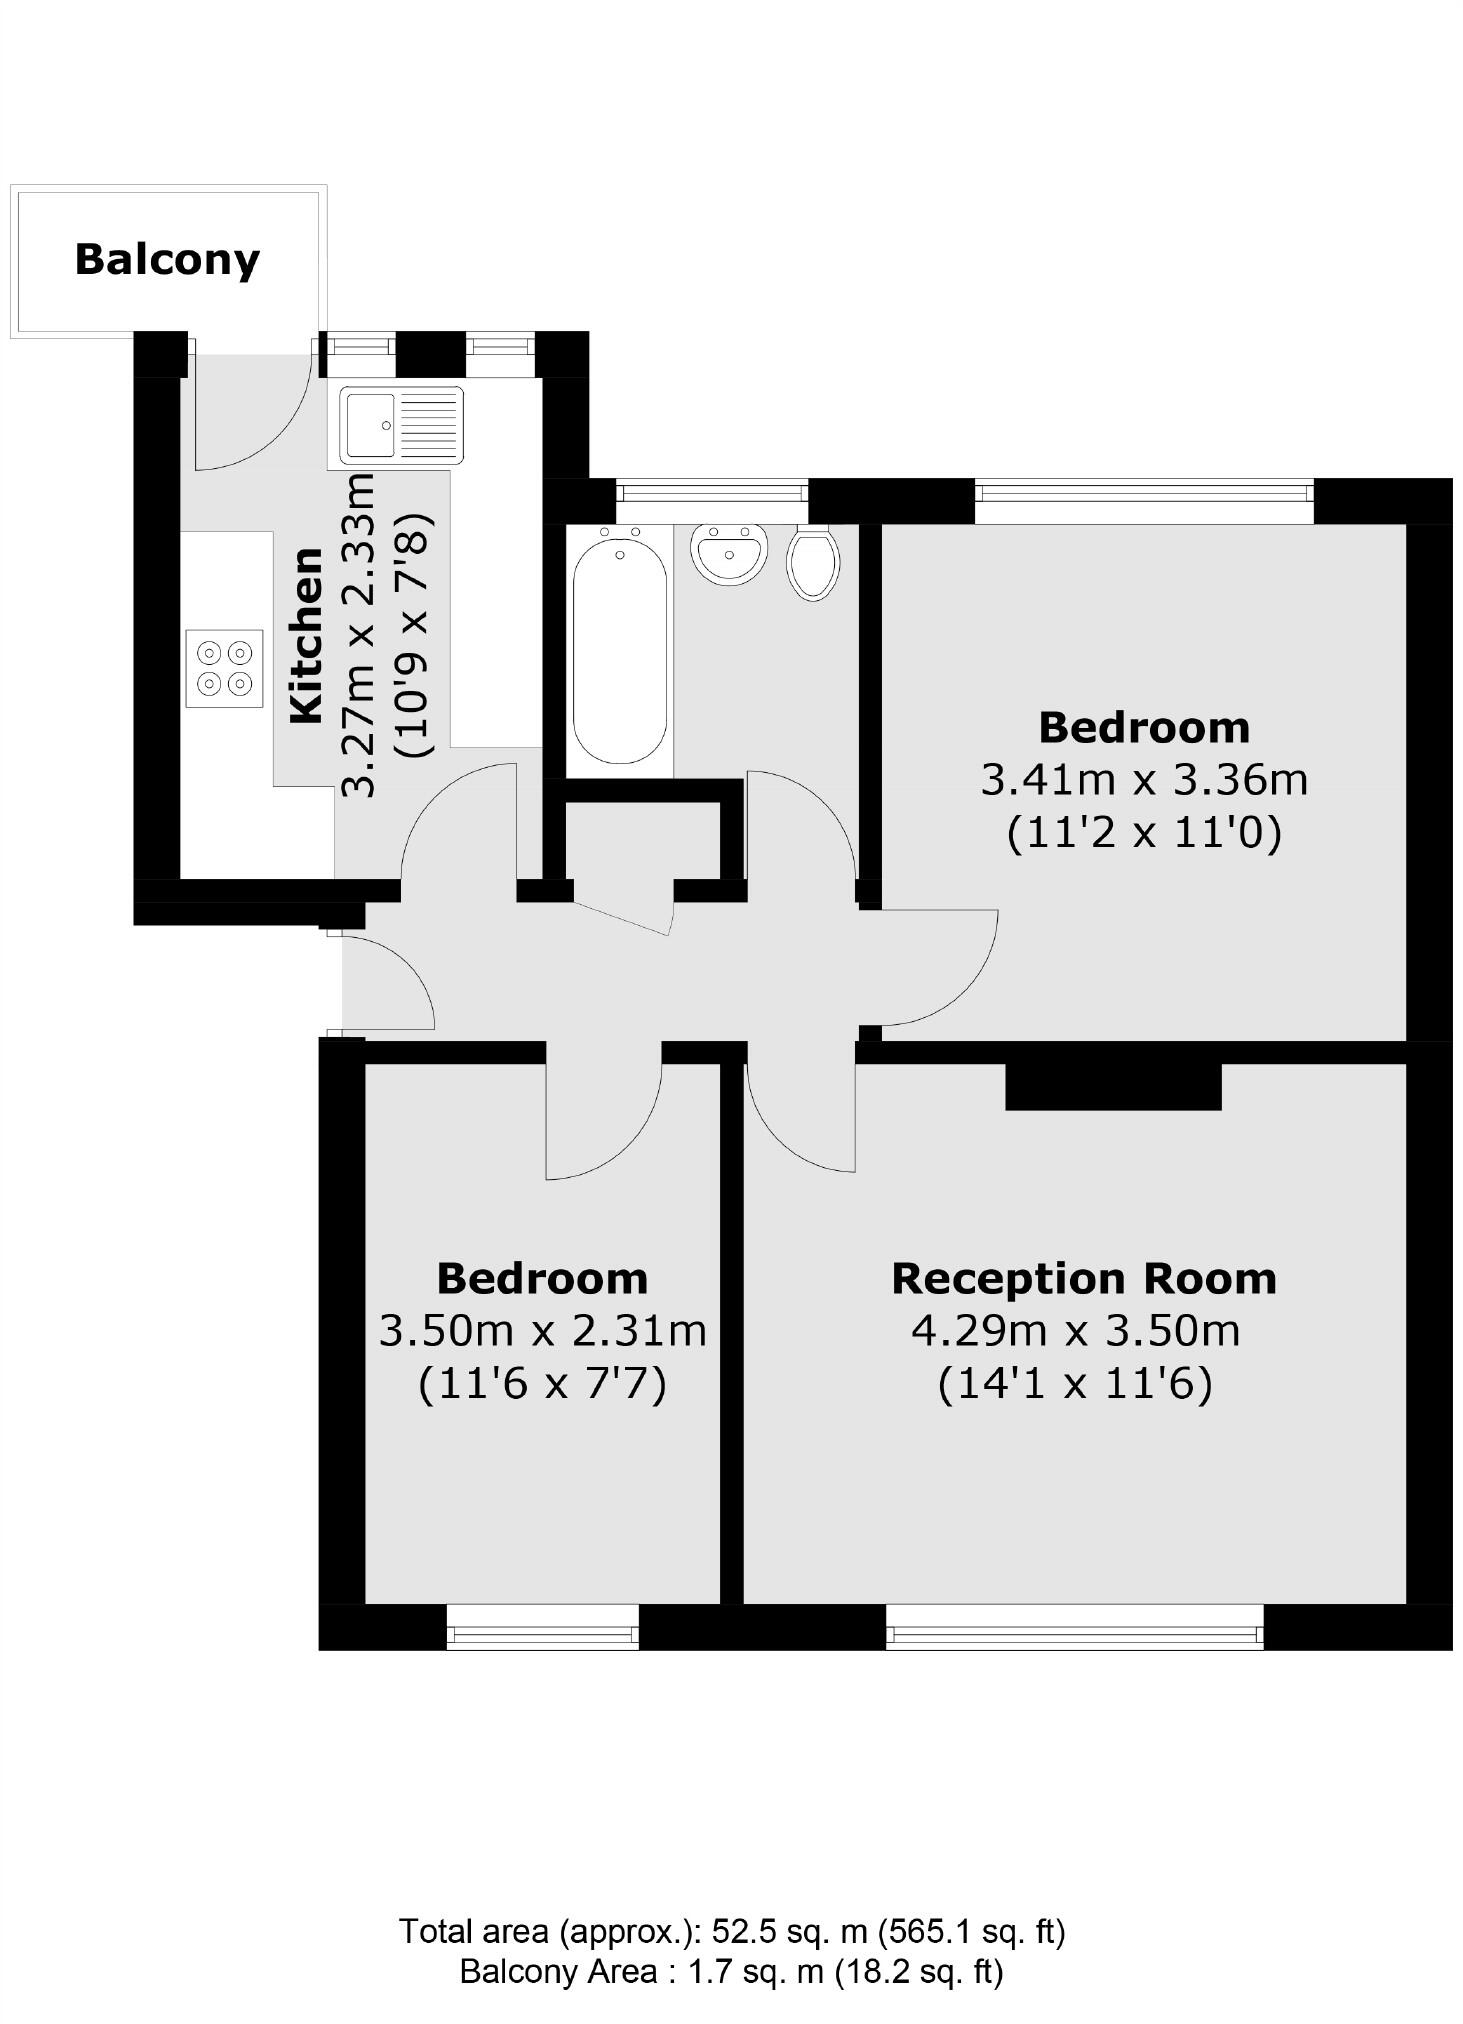 Balcony
Kitchen
3.27m x 2.33m
(10'9 x 7'8)
Bedroom
3.41m x 3.36m
(11'2 x 11'0)
Bedroom
3.50m x 2.31m
(11'6 x 7'7)
Reception Room
4.29m x 3.50m
(14'1 x 11'6)
Total area (approx.): 52.5 sq. m (565.1 sq. ft)
Balcony Area : 1.7 sq. m (18.2 sq. ft)